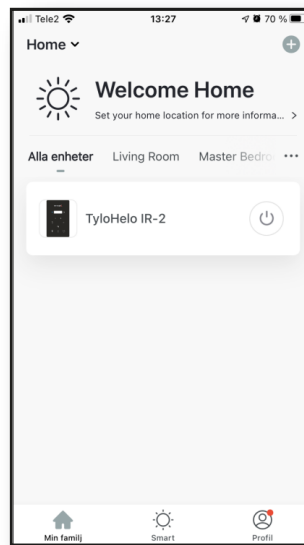 Tele2 13:27 70 %
Home
Welcome Home
Set your home location for more informa...
Alla enheter Living Room Master Bedro
TyloHelo IR-2
Min familj Smart Profil